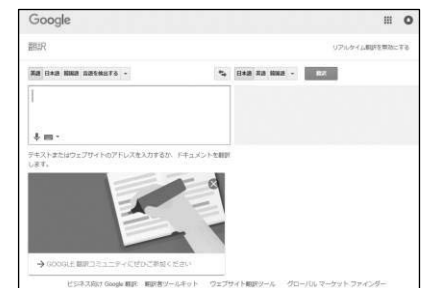 Google
翻訳
リアルタイム翻訳を無効にする
英語 日本語 韓国語 言語を検出する
日本語 英語 韓国語
翻訳
テキストまたはウェブサイトのアドレスを入力するか、ドキュメントを翻訳
します。
→ GOOGLE 翻訳コミュニティにぜひご参加ください
ビジネス向け Google 翻訳 翻訳者ツールキット ウェブサイト翻訳ツール グローバル マーケット ファインダー